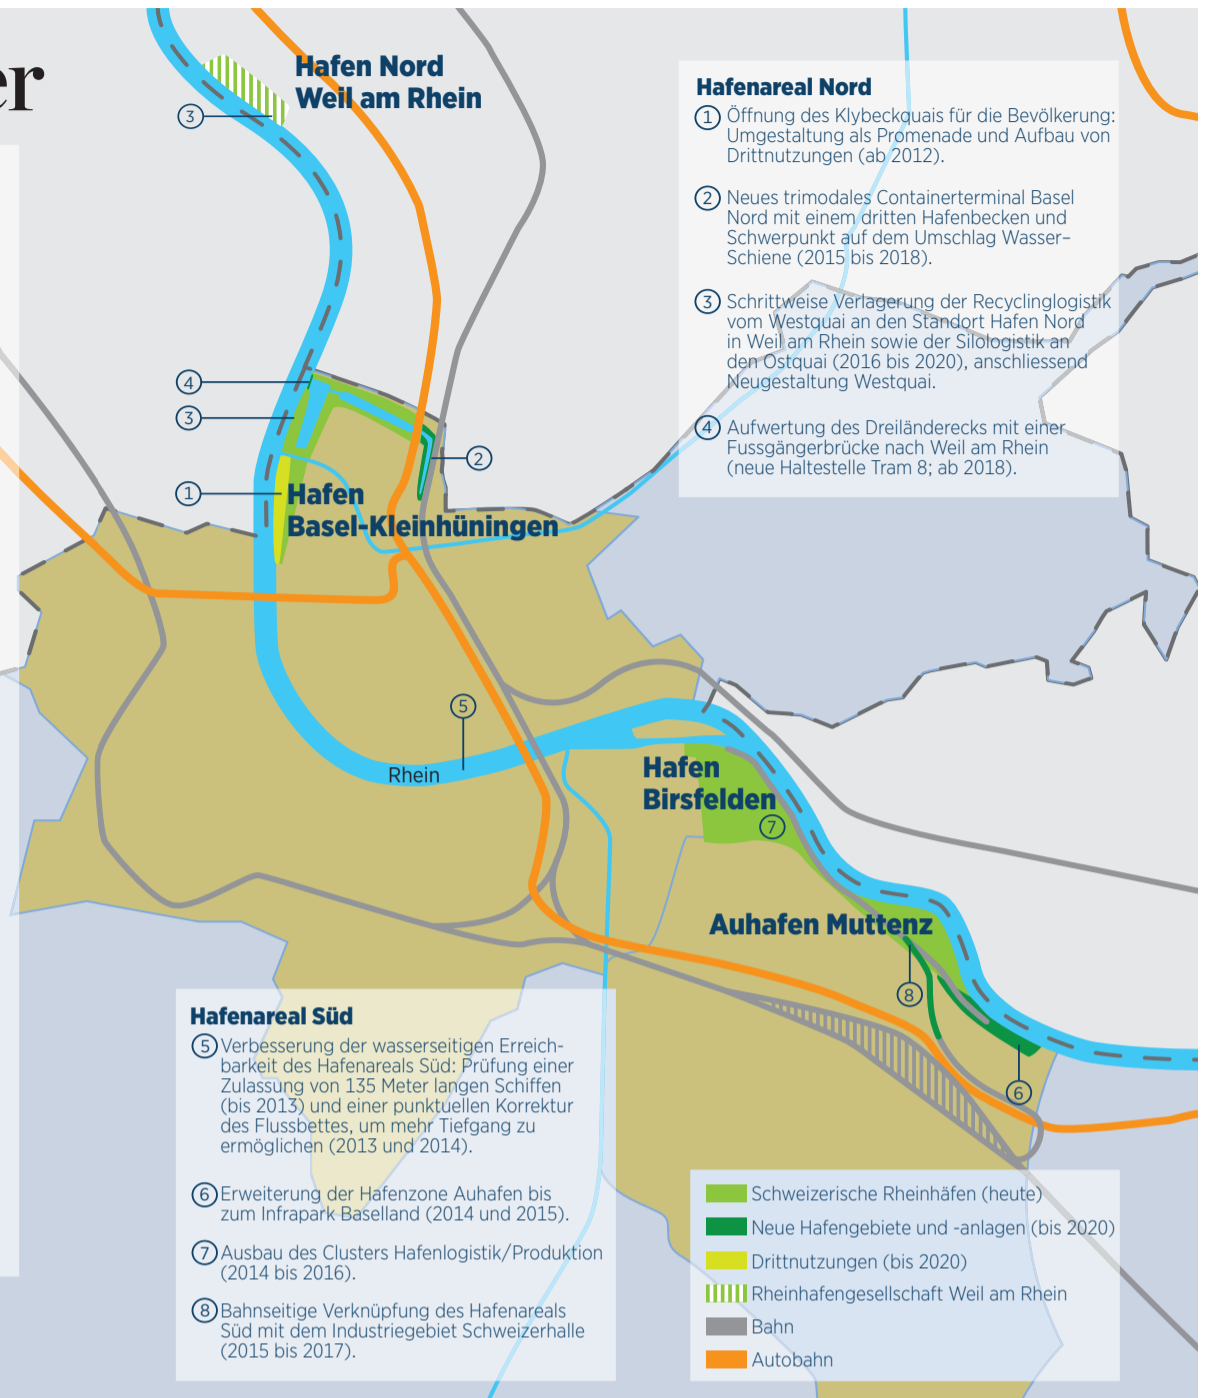 er
Hafen Nord
Weil am Rhein
3
4
3
2
1
Hafen
Basel-Kleinhüningen
Hafenareal Nord
1 Öffnung des Klybeckquais für die Bevölkerung:
Umgestaltung als Promenade und Aufbau von
Drittnutzungen (ab 2012).
2 Neues trimodales Containerterminal Basel
Nord mit einem dritten Hafenbecken und
Schwerpunkt auf dem Umschlag Wasser–
Schiene (2015 bis 2018).
3 Schrittweise Verlagerung der Recyclinglogistik
vom Westquai an den Standort Hafen Nord
in Weil am Rhein sowie der Silologistik an
den Ostquai (2016 bis 2020), anschliessend
Neugestaltung Westquai.
4 Aufwertung des Dreiländerecks mit einer
Fussgängerbrücke nach Weil am Rhein
(neue Haltestelle Tram 8; ab 2018).
5
Rhein
Hafen
Birsfelden
7
Auhafen Muttenz
8
6
Hafenareal Süd
5 Verbesserung der wasserseitigen Erreich-
barkeit des Hafenareals Süd: Prüfung einer
Zulassung von 135 Meter langen Schiffen
(bis 2013) und einer punktuellen Korrektur
des Flussbettes, um mehr Tiefgang zu
ermöglichen (2013 und 2014).
6 Erweiterung der Hafenzone Auhafen bis
zum Infrapark Baselland (2014 und 2015).
7 Ausbau des Clusters Hafenlogistik/Produktion
(2014 bis 2016).
8 Bahnseitige Verknüpfung des Hafenareals
Süd mit dem Industriegebiet Schweizerhalle
(2015 bis 2017).
Schweizerische Rheinhäfen (heute)
Neue Hafengebiete und -anlagen (bis 2020)
Drittnutzungen (bis 2020)
Rheinhafengesellschaft Weil am Rhein
Bahn
Autobahn